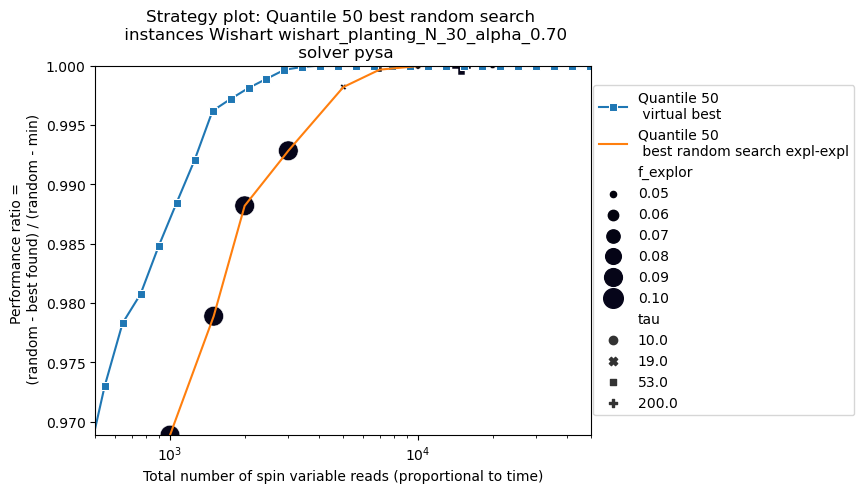 Strategy plot: Quantile 50 best random search
instances Wishart wishart_planting_N_30_alpha_0.70
solver pysa
Performance ratio =
(random - best found) / (random - min)
1.000
0.995
0.990
0.985
0.980
0.975
0.970
10³
10⁴
Total number of spin variable reads (proportional to time)
Quantile 50
virtual best
Quantile 50
best random search expl-expl
f_explor
0.05
0.06
0.07
0.08
0.09
0.10
tau
10.0
19.0
53.0
200.0